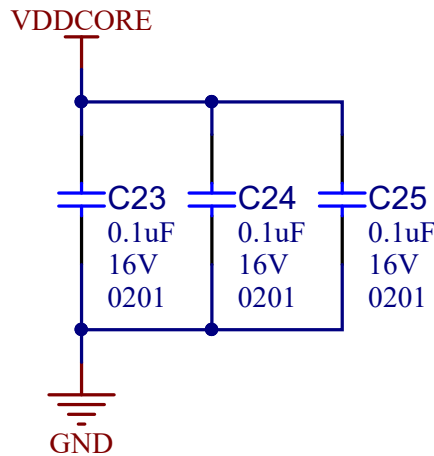 VDDCORE
C23
0.1uF
16V
0201
C24
0.1uF
16V
0201
C25
0.1uF
16V
0201
GND